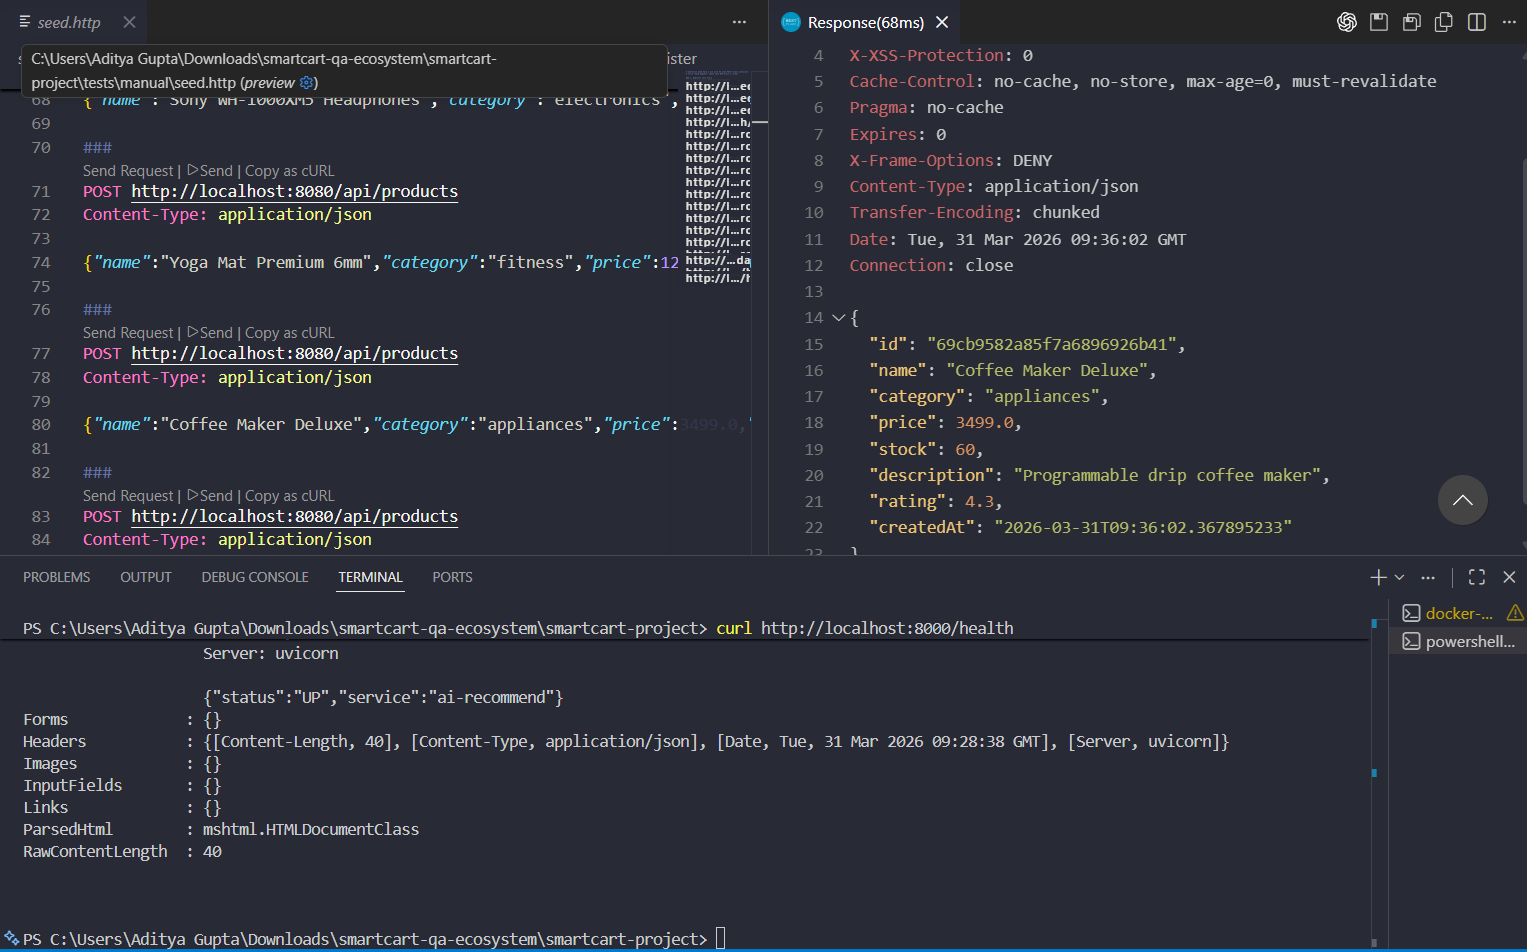 seed.http
C:\Users\Aditya Gupta\Downloads\smartcart-qa-ecosystem\smartcart-
project\tests\manual\seed.http (preview)
ister
68 {"name":"Sony WH-1000XM5 Headphones","category":"electronics",
69
70 ###
Send Request | Send | Copy as cURL
71 POST http://localhost:8080/api/products
72 Content-Type: application/json
73
74 {"name":"Yoga Mat Premium 6mm","category":"fitness","price":12
75
76 ###
Send Request | Send | Copy as cURL
77 POST http://localhost:8080/api/products
78 Content-Type: application/json
79
80 {"name":"Coffee Maker Deluxe","category":"appliances","price":3499.0,"
81
82 ###
Send Request | Send | Copy as cURL
83 POST http://localhost:8080/api/products
84 Content-Type: application/json
Response(68ms)
4 X-XSS-Protection: 0
5 Cache-Control: no-cache, no-store, max-age=0, must-revalidate
6 Pragma: no-cache
7 Expires: 0
8 X-Frame-Options: DENY
9 Content-Type: application/json
10 Transfer-Encoding: chunked
11 Date: Tue, 31 Mar 2026 09:36:02 GMT
12 Connection: close
13
14 {
15 "id": "69cb9582a85f7a6896926b41",
16 "name": "Coffee Maker Deluxe",
17 "category": "appliances",
18 "price": 3499.0,
19 "stock": 60,
20 "description": "Programmable drip coffee maker",
21 "rating": 4.3,
22 "createdAt": "2026-03-31T09:36:02.367895233"
23 }
PROBLEMS OUTPUT DEBUG CONSOLE TERMINAL PORTS
PS C:\Users\Aditya Gupta\Downloads\smartcart-qa-ecosystem\smartcart-project> curl http://localhost:8000/health
Server: uvicorn
{"status":"UP","service":"ai-recommend"}
Forms : {}
Headers : {[Content-Length, 40], [Content-Type, application/json], [Date, Tue, 31 Mar 2026 09:28:38 GMT], [Server, uvicorn]}
Images : {}
InputFields : {}
Links : {}
ParsedHtml : mshtml.HTMLDocumentClass
RawContentLength : 40
PS C:\Users\Aditya Gupta\Downloads\smartcart-qa-ecosystem\smartcart-project>
docker-...
powershell...